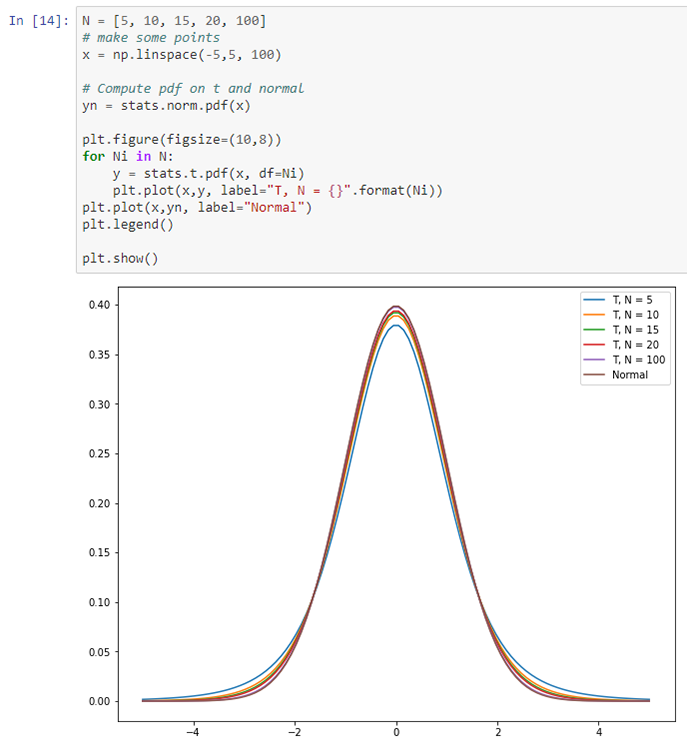 In [14]:
N = [5, 10, 15, 20, 100]
# make some points
x = np.linspace(-5,5, 100)
# Compute pdf on t and normal
yn = stats.norm.pdf(x)
plt.figure(figsize=(10,8))
for Ni in N:
    y = stats.t.pdf(x, df=Ni)
    plt.plot(x,y, label="T, N = {}".format(Ni))
plt.plot(x,yn, label="Normal")
plt.legend()
plt.show()
0.40
0.35
0.30
0.25
0.20
0.15
0.10
0.05
0.00
−4
−2
0
2
4
T, N = 5
T, N = 10
T, N = 15
T, N = 20
T, N = 100
Normal